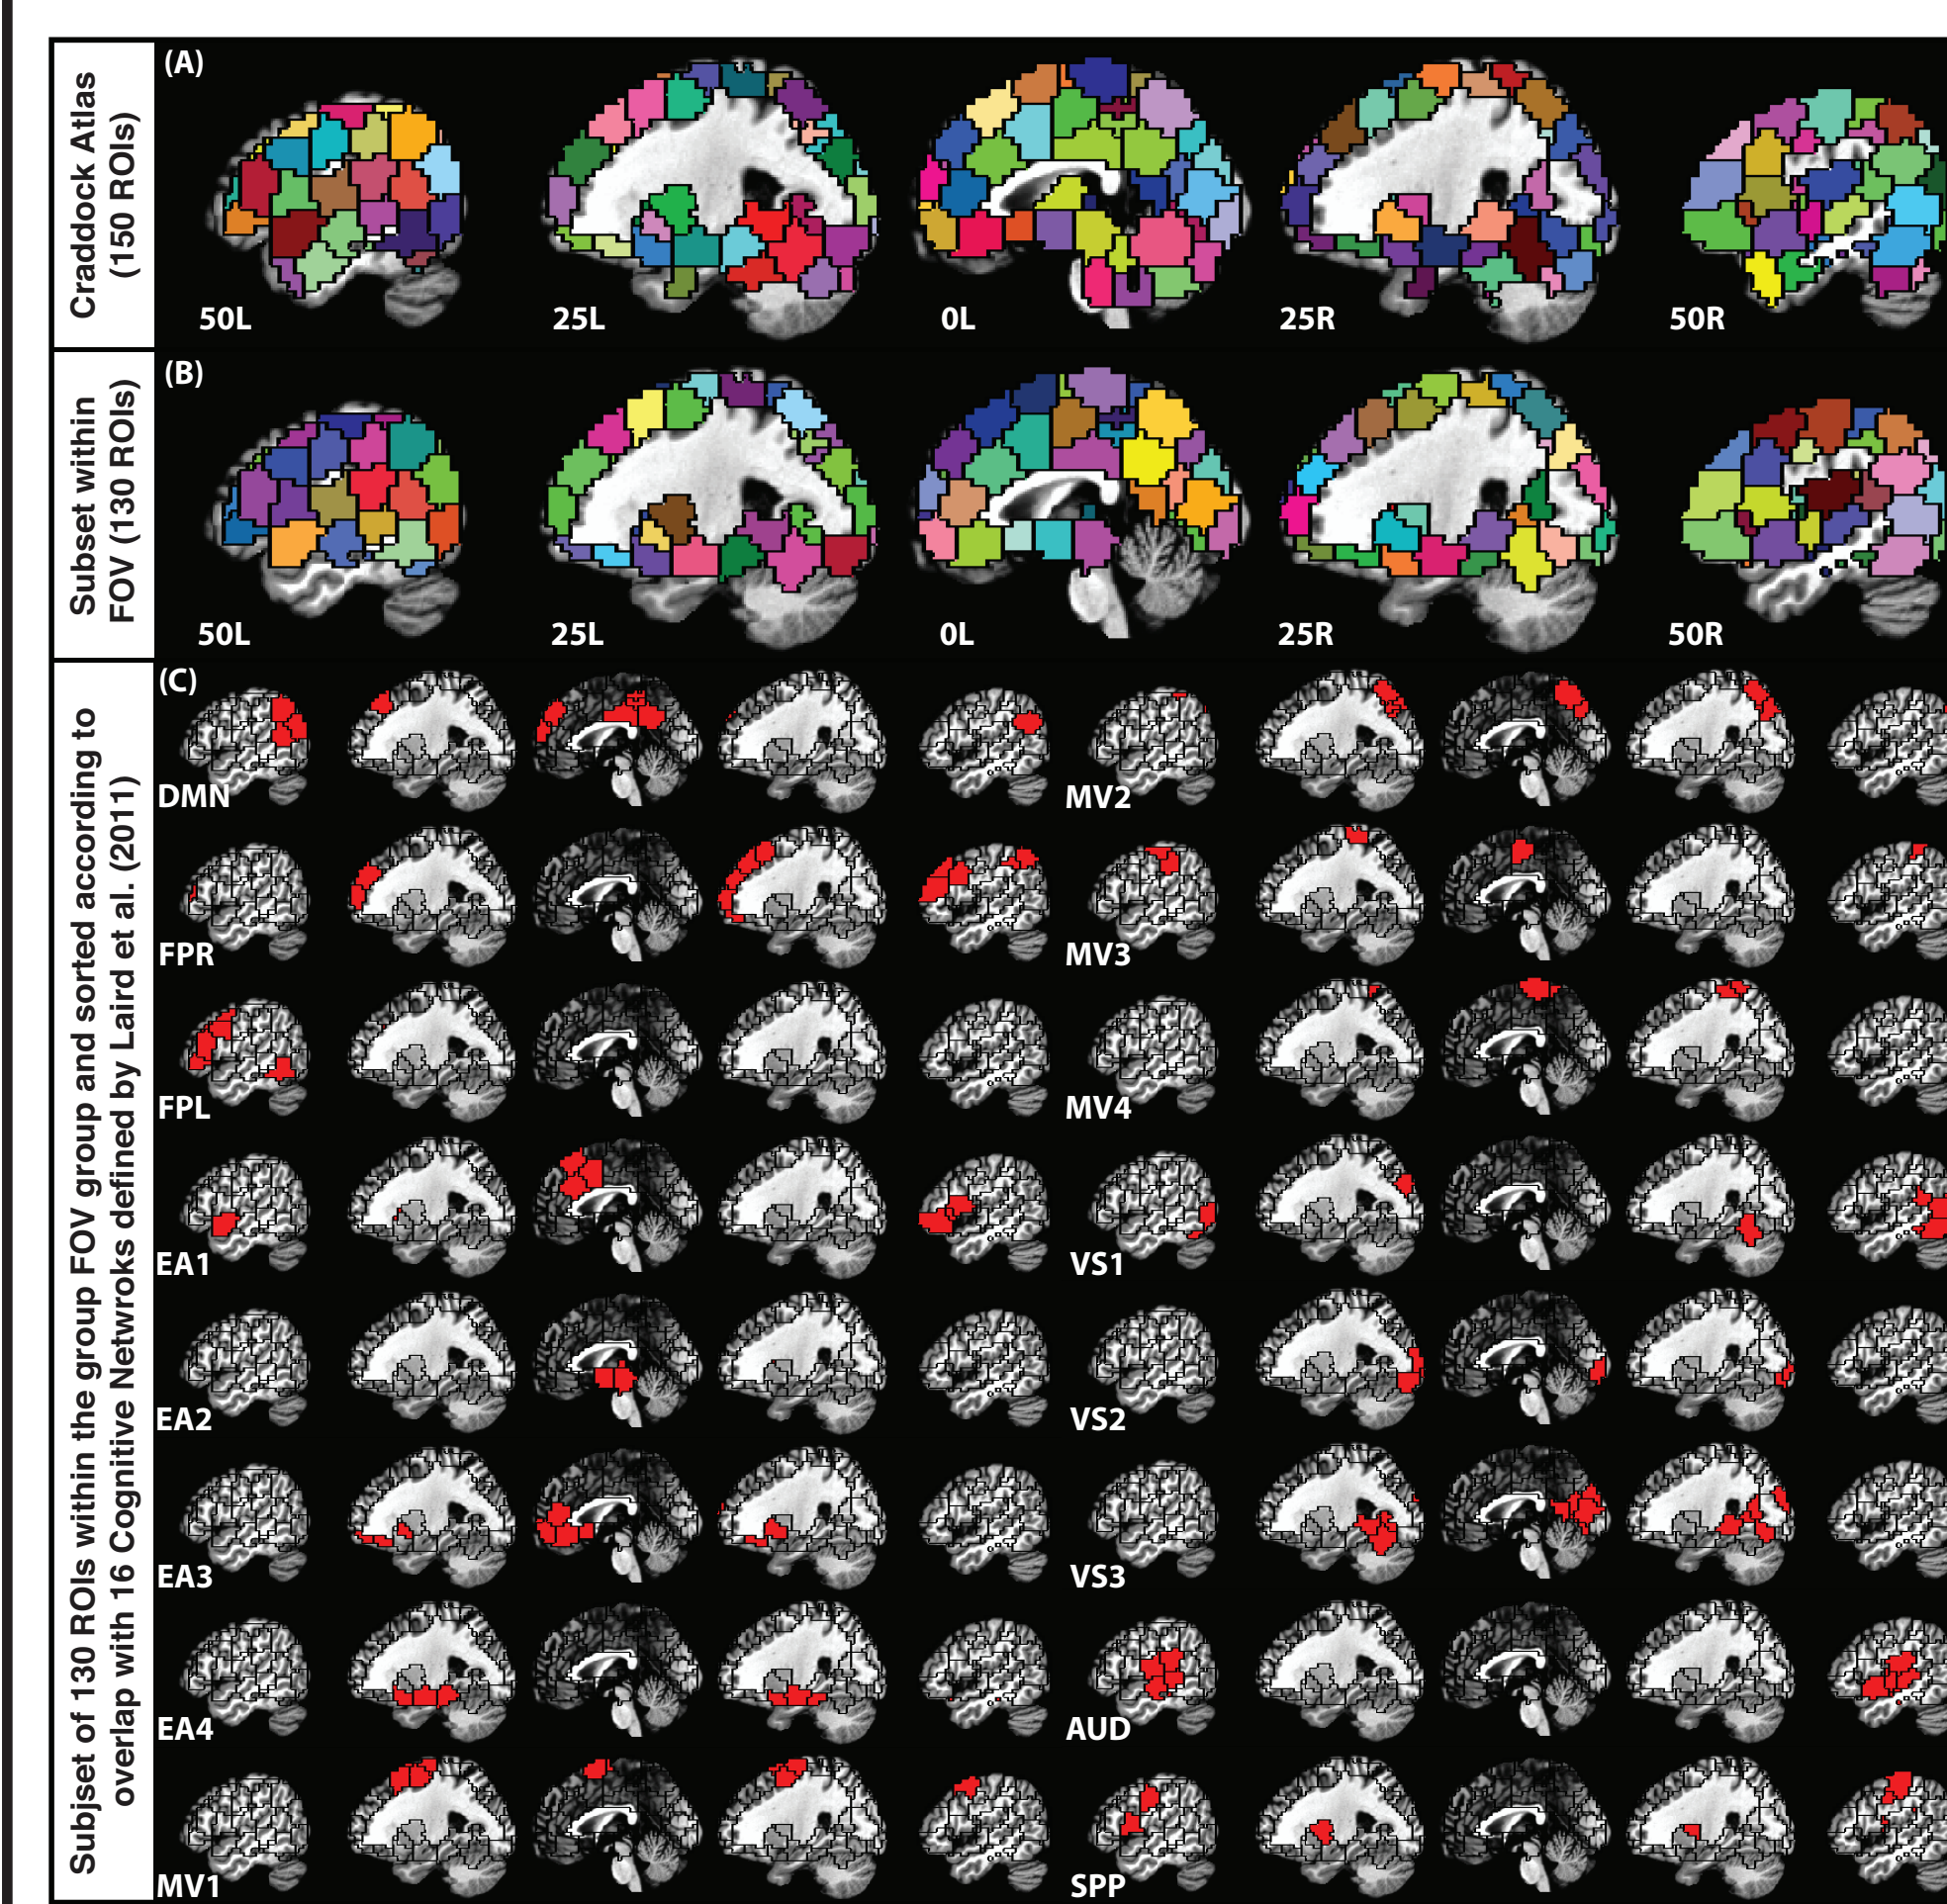 Craddock Atlas
(150 ROIs)
(A)
50L
25L
0L
25R
50R
Subset within
FOV (130 ROIs)
(B)
50L
25L
0L
25R
50R
Subjset of 130 ROIs within the group FOV group and sorted according to
overlap with 16 Cognitive Netwroks defined by Laird et al. (2011)
(C)
DMN
MV2
FPR
MV3
FPL
MV4
EA1
VS1
EA2
VS2
EA3
VS3
EA4
AUD
MV1
SPP